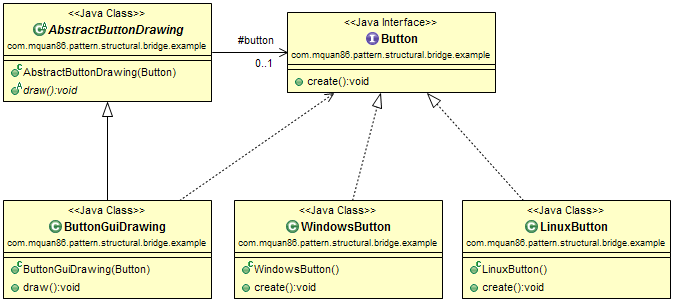 <<Java Class>>
AbstractButtonDrawing
com.mquan86.pattern.structural.bridge.example
AbstractButtonDrawing(Button)
draw():void
#button
0..1
<<Java Interface>>
Button
com.mquan86.pattern.structural.bridge.example
create():void
<<Java Class>>
ButtonGuiDrawing
com.mquan86.pattern.structural.bridge.example
ButtonGuiDrawing(Button)
draw():void
<<Java Class>>
WindowsButton
com.mquan86.pattern.structural.bridge.example
WindowsButton()
create():void
<<Java Class>>
LinuxButton
com.mquan86.pattern.structural.bridge.example
LinuxButton()
create():void